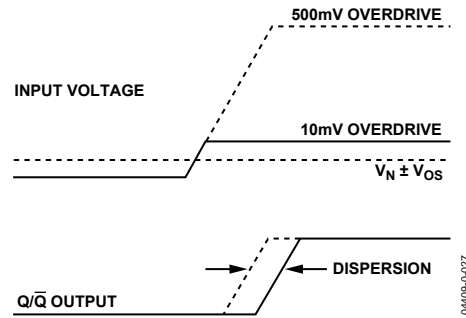 500mV OVERDRIVE
INPUT VOLTAGE
10mV OVERDRIVE
V_N ± V_OS
DISPERSION
Q/Q̅ OUTPUT
04409-0-027